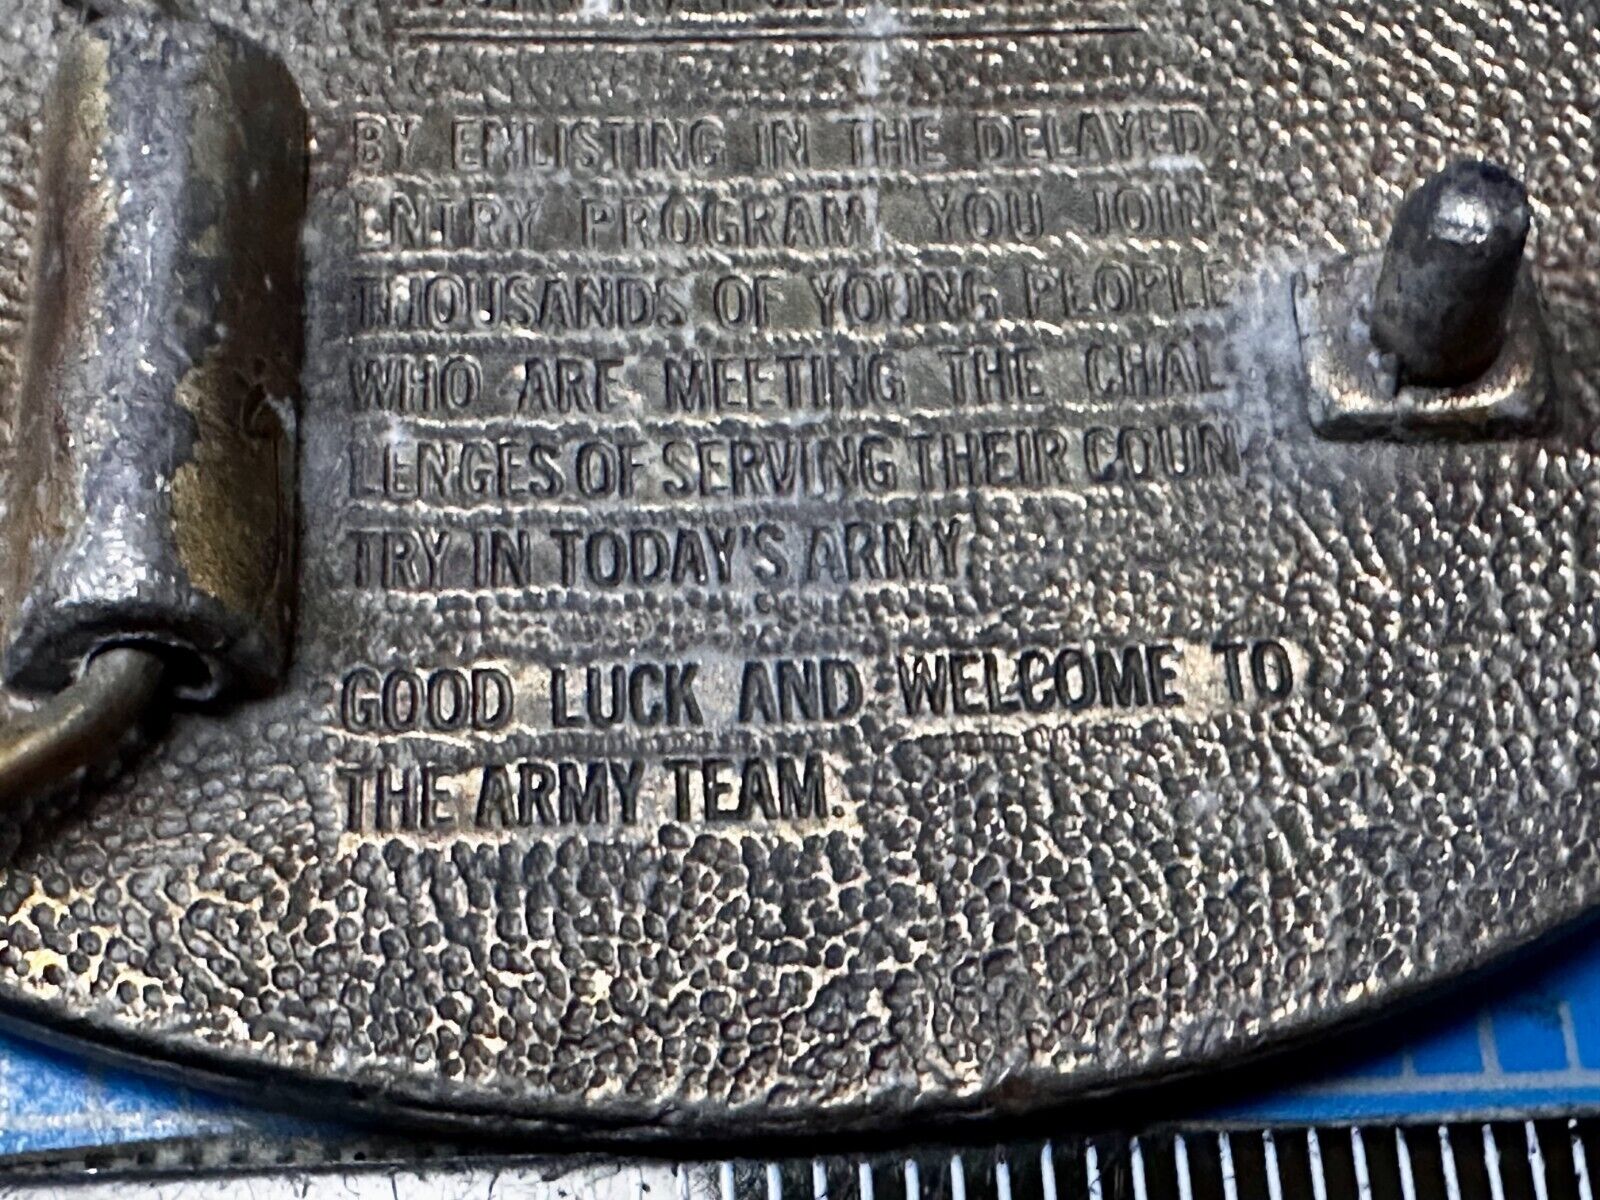 BY ENLISTING IN THE DELAYED
ENTRY PROGRAM YOU JOIN
THOUSANDS OF YOUNG PEOPLE
WHO ARE MEETING THE CHAL
LENGES OF SERVING THEIR COUN
TRY IN TODAY'S ARMY
GOOD LUCK AND WELCOME TO
THE ARMY TEAM.